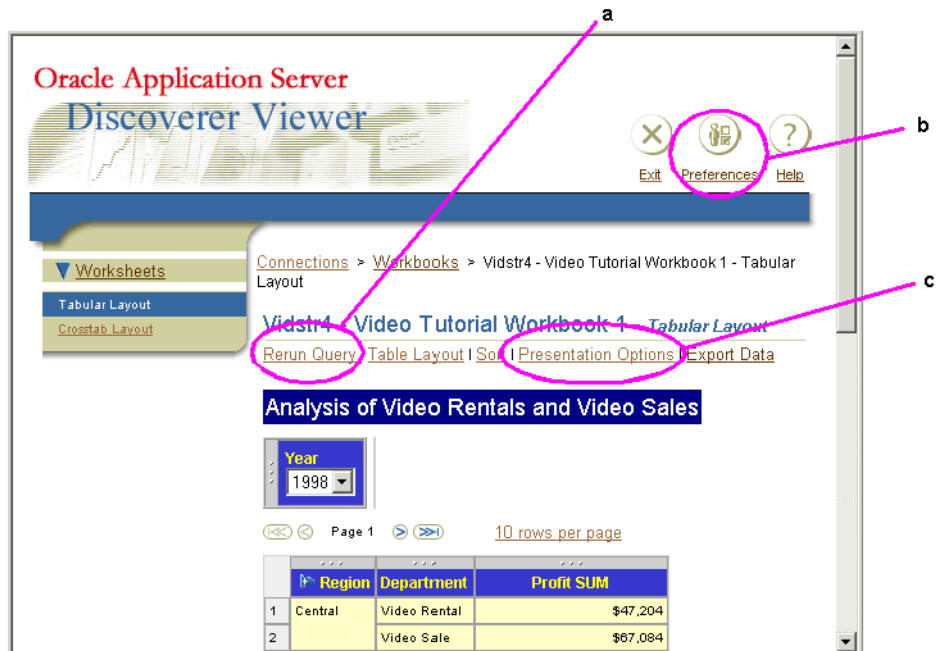 a
Oracle Application Server
Discoverer Viewer
b
Exit Preferences Help
Worksheets
Tabular Layout
Crosstab Layout
Connections > Workbooks > Vidstr4 - Video Tutorial Workbook 1 - Tabular
Layout
c
Vidstr4 - Video Tutorial Workbook 1 - Tabular Layout
Rerun Query | Table Layout | Sort | Presentation Options | Export Data
Analysis of Video Rentals and Video Sales
Year
1998
Page 1 10 rows per page
Region Department Profit SUM
1 Central Video Rental $47,204
2 Video Sale $67,084